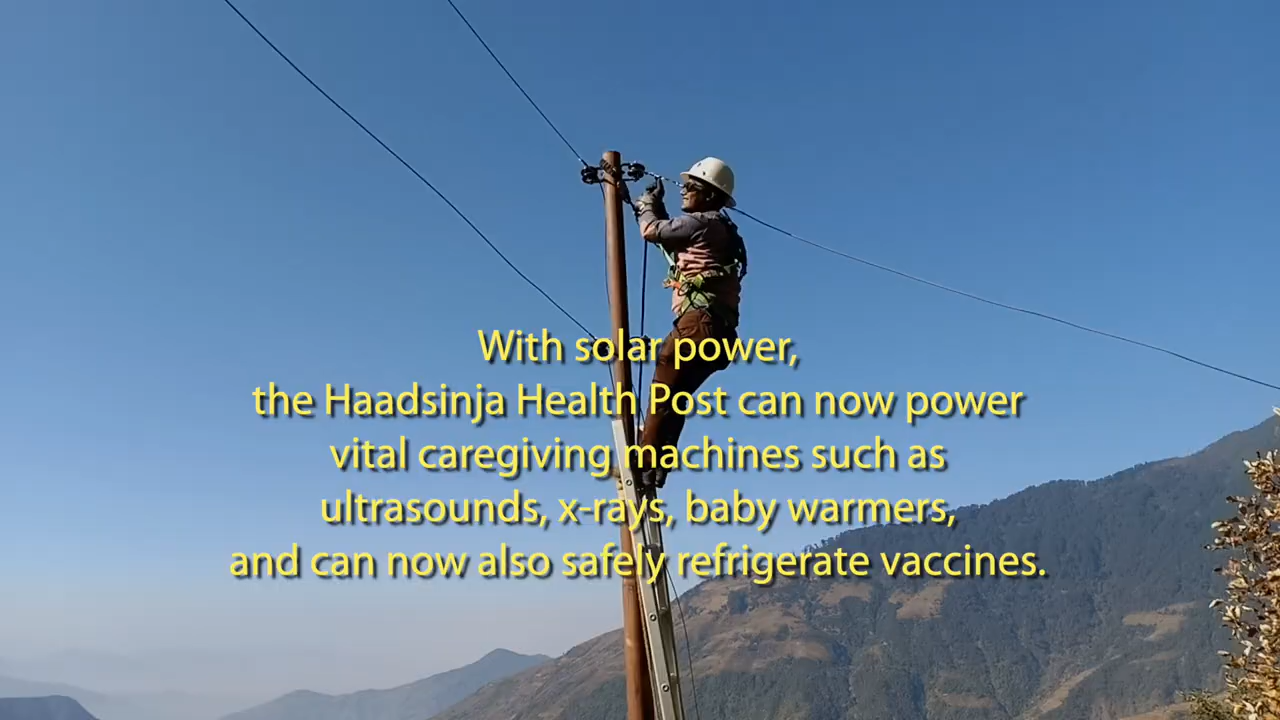 With solar power,
the Haadsinja Health Post can now power
vital caregiving machines such as
ultrasounds, x-rays, baby warmers,
and can now also safely refrigerate vaccines.